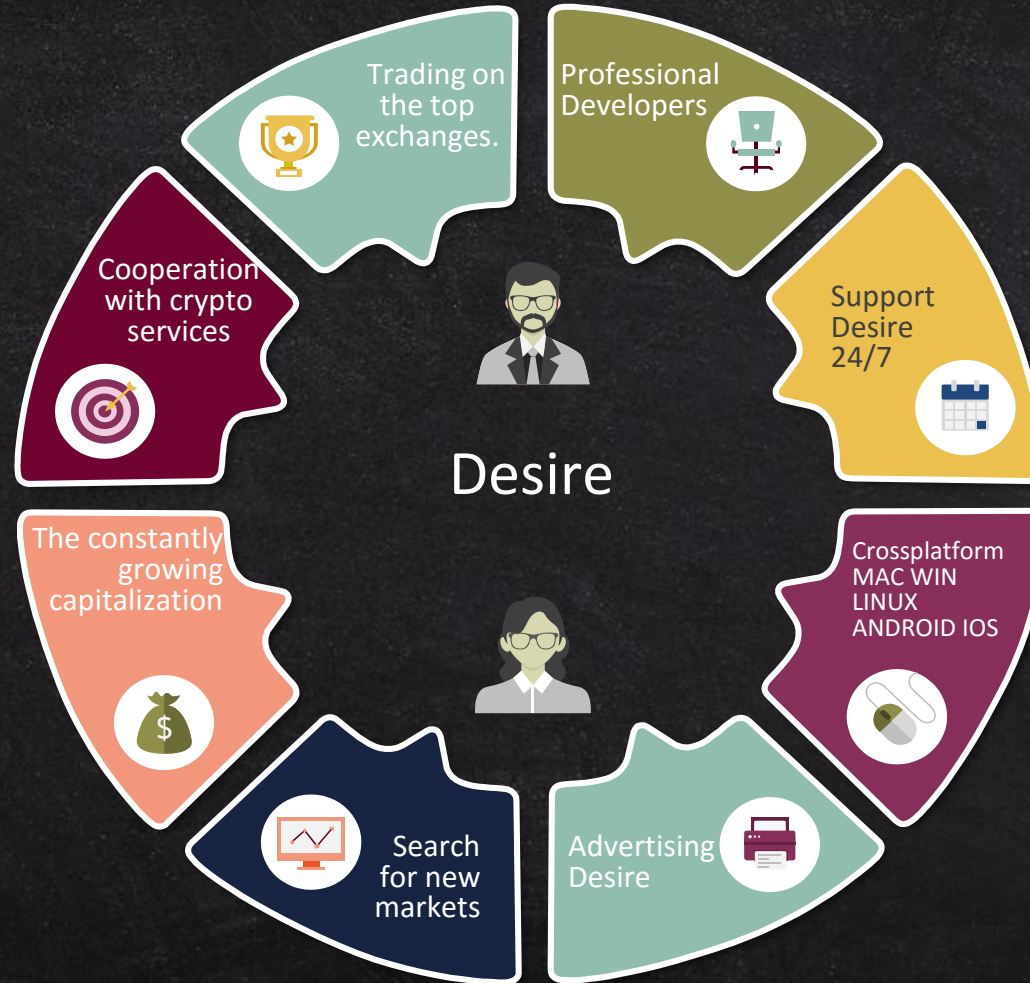 Trading on
the top
exchanges.
Professional
Developers
Cooperation
with crypto
services
Support
Desire
24/7
Desire
The constantly
growing
capitalization
Crossplatform
MAC WIN
LINUX
ANDROID IOS
$
Search
for new
markets
Advertising
Desire